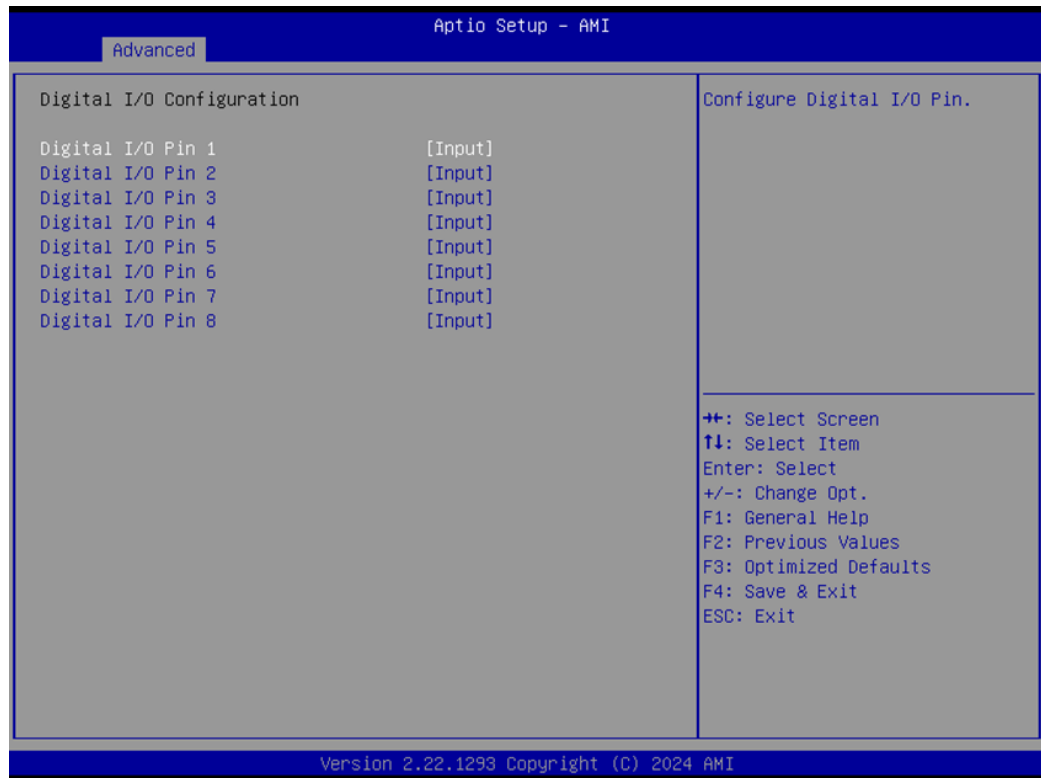 Aptio Setup - AMI
Advanced
Digital I/O Configuration
Digital I/O Pin 1 [Input]
Digital I/O Pin 2 [Input]
Digital I/O Pin 3 [Input]
Digital I/O Pin 4 [Input]
Digital I/O Pin 5 [Input]
Digital I/O Pin 6 [Input]
Digital I/O Pin 7 [Input]
Digital I/O Pin 8 [Input]
Configure Digital I/O Pin.
→←: Select Screen
↑↓: Select Item
Enter: Select
+/-: Change Opt.
F1: General Help
F2: Previous Values
F3: Optimized Defaults
F4: Save & Exit
ESC: Exit
Version 2.22.1293 Copyright (C) 2024 AMI